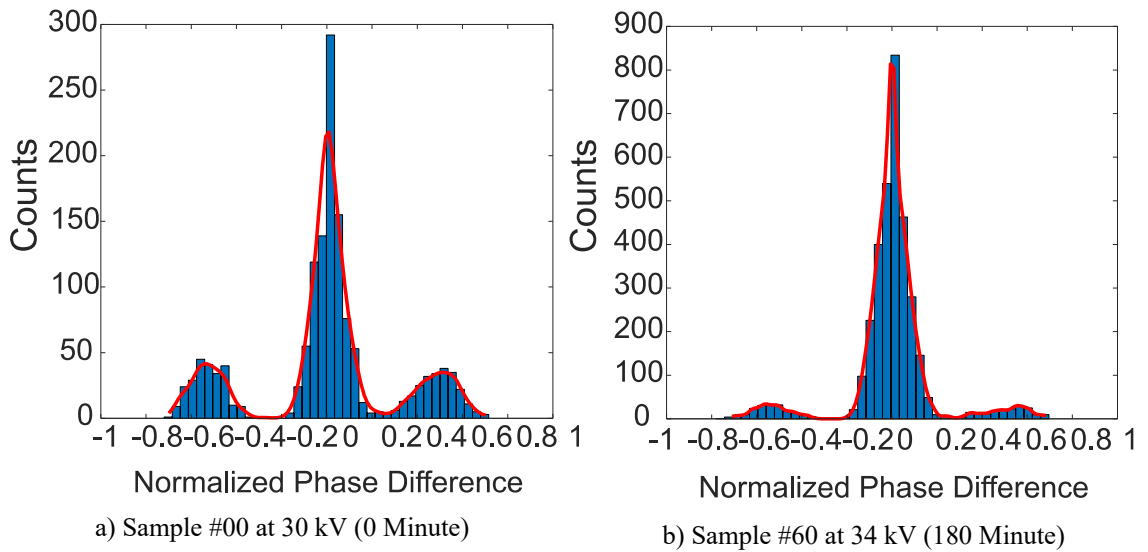 300
250
200
150
100
50
0
Counts
-1 -0.8 -0.6 -0.4 -0.2 0 0.2 0.4 0.6 0.8 1
Normalized Phase Difference
a) Sample #00 at 30 kV (0 Minute)
900
800
700
600
500
400
300
200
100
0
Counts
-1 -0.8 -0.6 -0.4 -0.2 0 0.2 0.4 0.6 0.8 1
Normalized Phase Difference
b) Sample #60 at 34 kV (180 Minute)